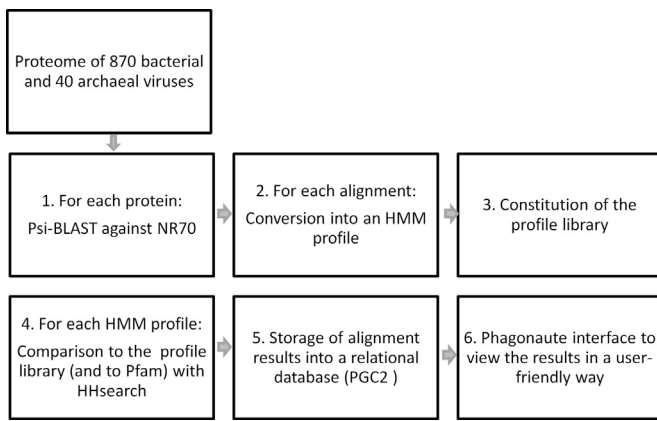 Proteome of 870 bacterial
and 40 archaeal viruses
1. For each protein:
Psi-BLAST against NR70
2. For each alignment:
Conversion into an HMM
profile
3. Constitution of the
profile library
4. For each HMM profile:
Comparison to the profile
library (and to Pfam) with
HHsearch
5. Storage of alignment
results into a relational
database (PGC2 )
6. Phagonaute interface to
view the results in a user-
friendly way